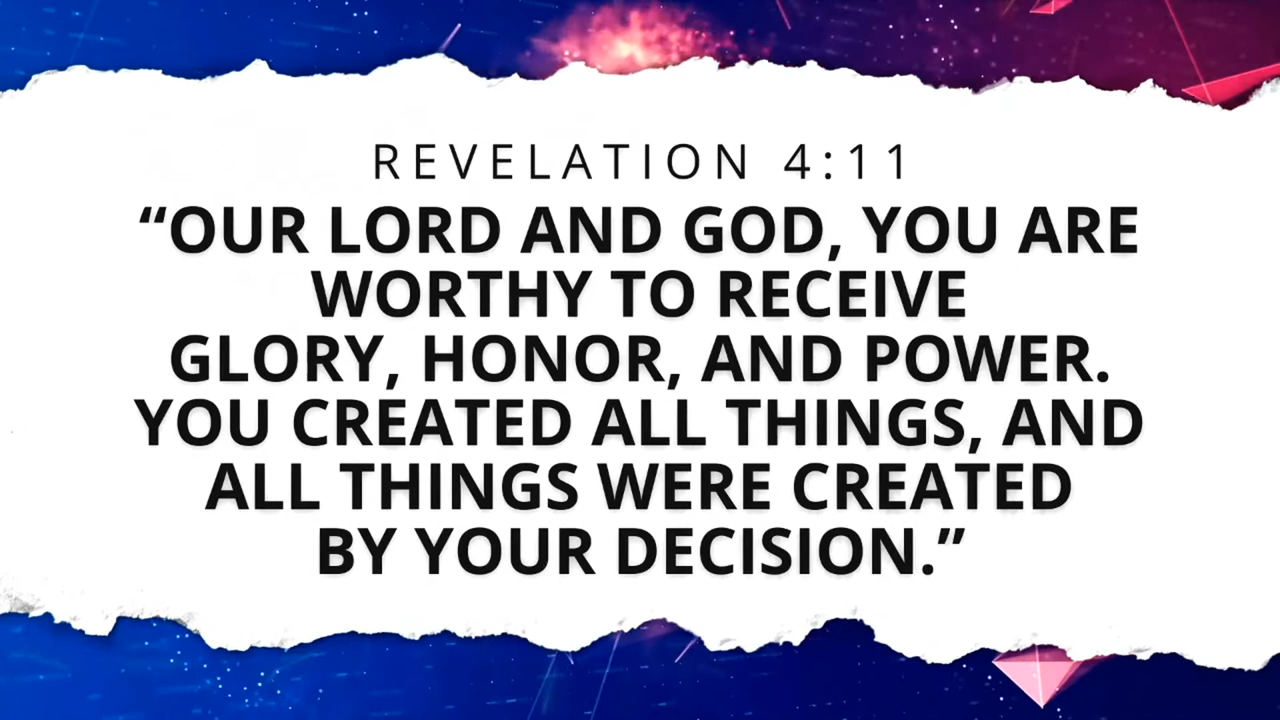 REVELATION 4:11
“OUR LORD AND GOD, YOU ARE
WORTHY TO RECEIVE
GLORY, HONOR, AND POWER.
YOU CREATED ALL THINGS, AND
ALL THINGS WERE CREATED
BY YOUR DECISION.”